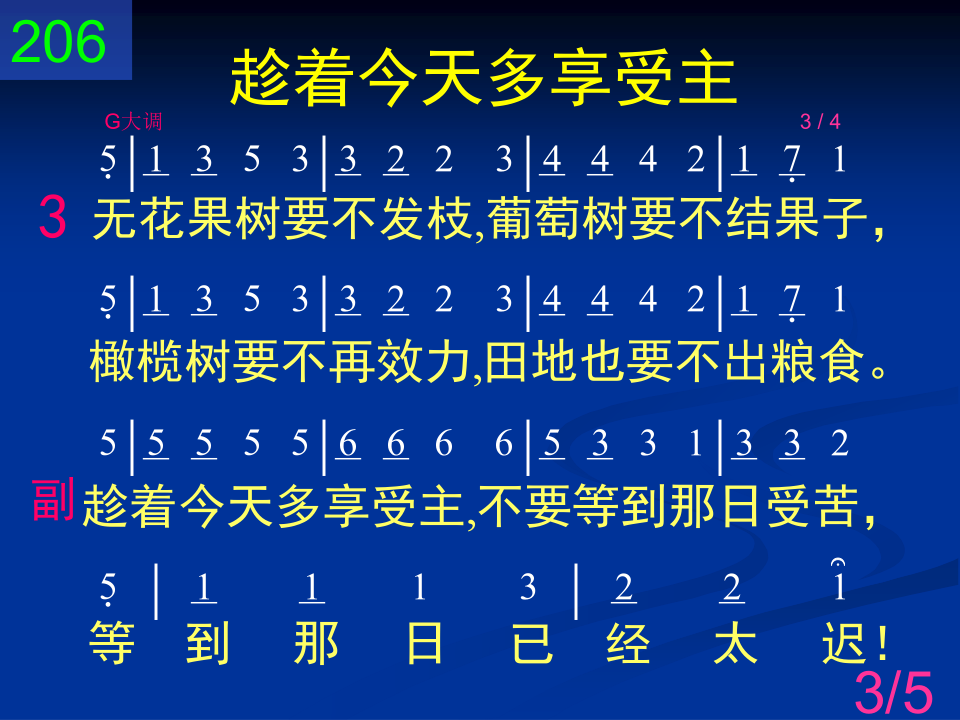 206
趁着今天多享受主
G大调 3 / 4
5̣ | 1̲ 3̲ 5 3 | 3̲ 2̲ 2 3 | 4̲ 4̲ 4 2 | 1̲ 7̣̲ 1
3 无花果树要不发枝,葡萄树要不结果子，
5̣ | 1̲ 3̲ 5 3 | 3̲ 2̲ 2 3 | 4̲ 4̲ 4 2 | 1̲ 7̣̲ 1
橄榄树要不再效力,田地也要不出粮食。
5 | 5̲ 5̲ 5 5 | 6̲ 6̲ 6 6 | 5̲ 3̲ 3 1 | 3̲ 3̲ 2
副 趁着今天多享受主,不要等到那日受苦，
5̣ | 1̲ 1̲ 1 3 | 2̲ 2̲ 1
等 到 那 日 已 经 太 迟！
3/5